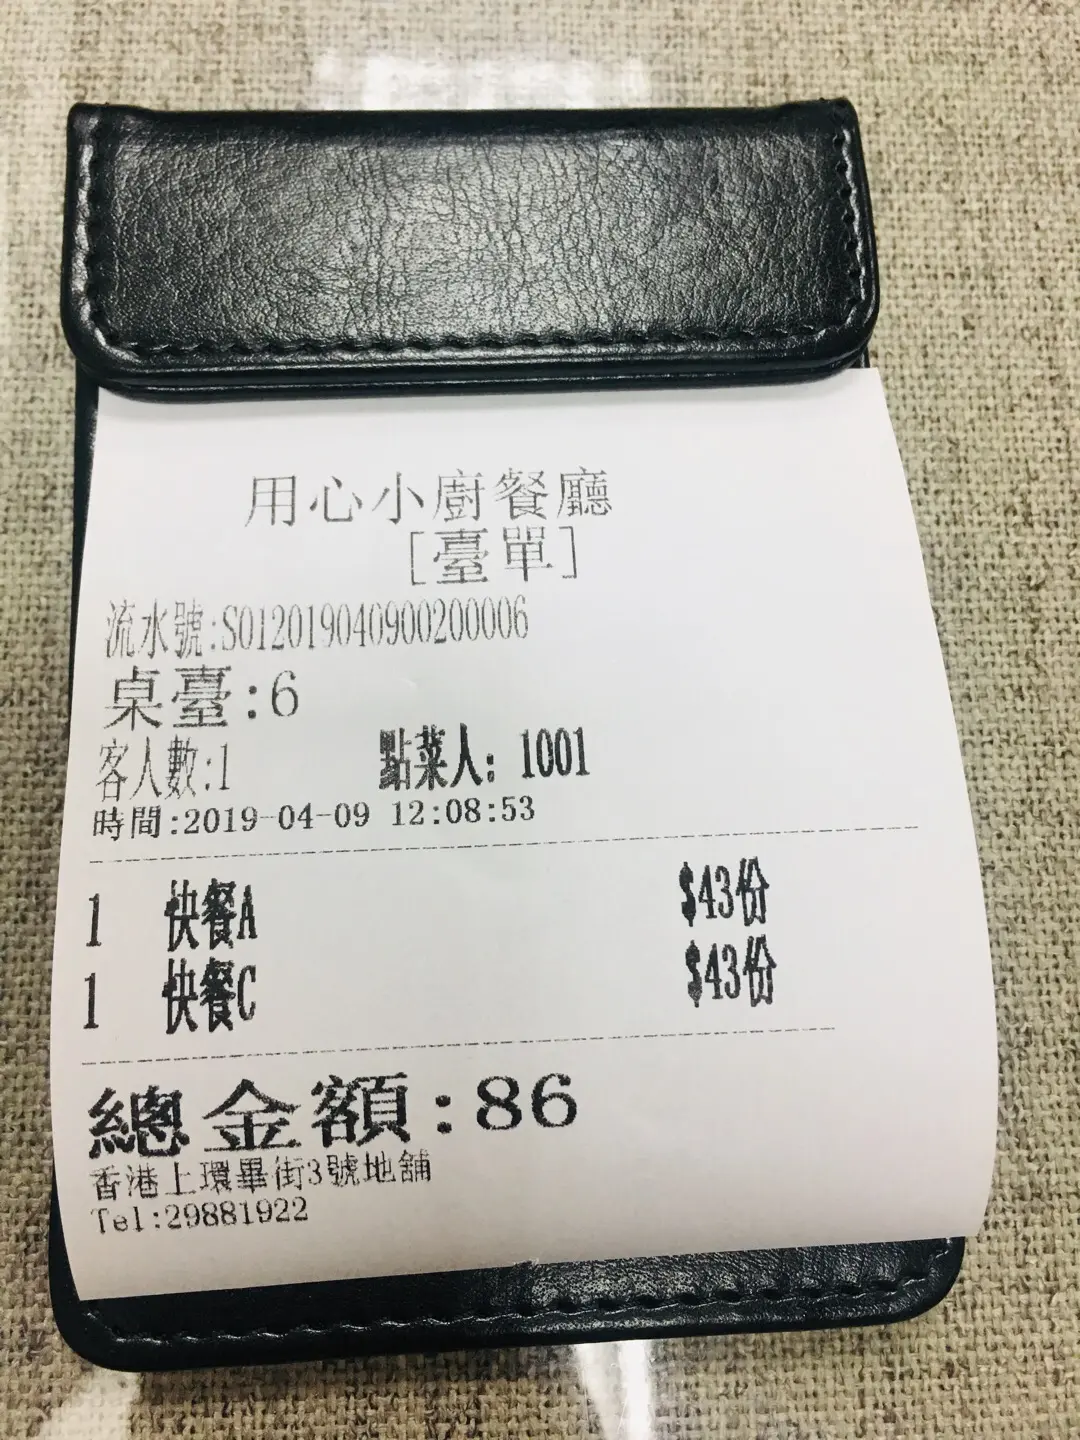 用心小廚餐廳
[臺單]
流水號:S012019040900200006
桌臺:6
客人數:1 點菜人: 1001
時間:2019-04-09 12:08:53
1 快餐A $43份
1 快餐C $43份
總金額:86
香港上環畢街3號地舖
Tel:29881922